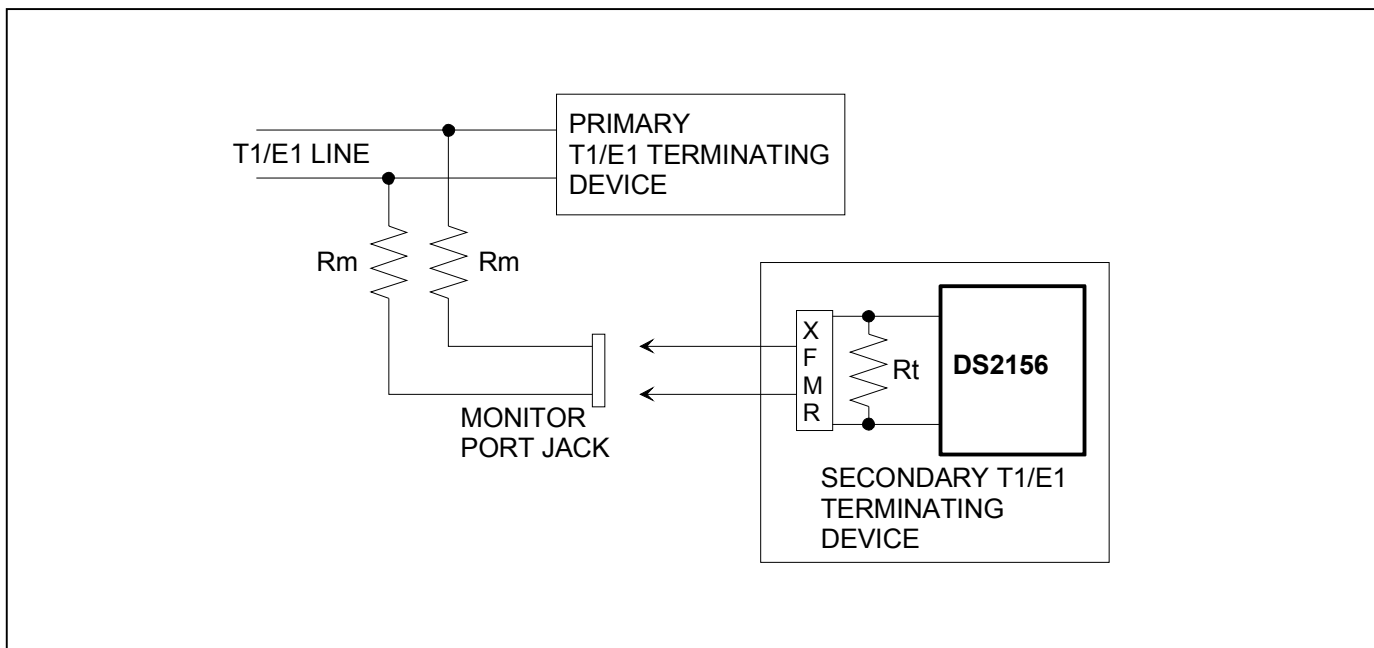 PRIMARY
T1/E1 TERMINATING
DEVICE
T1/E1 LINE
Rm
Rm
MONITOR
PORT JACK
X
F
M
R
Rt
DS2156
SECONDARY T1/E1
TERMINATING
DEVICE